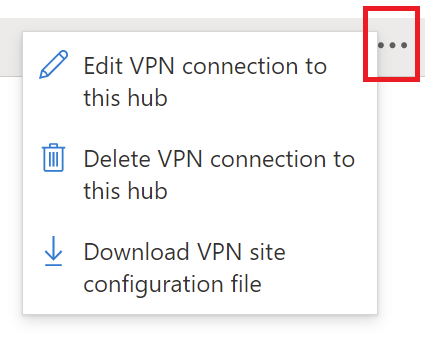 Edit VPN connection to
this hub
Delete VPN connection to
this hub
Download VPN site
configuration file